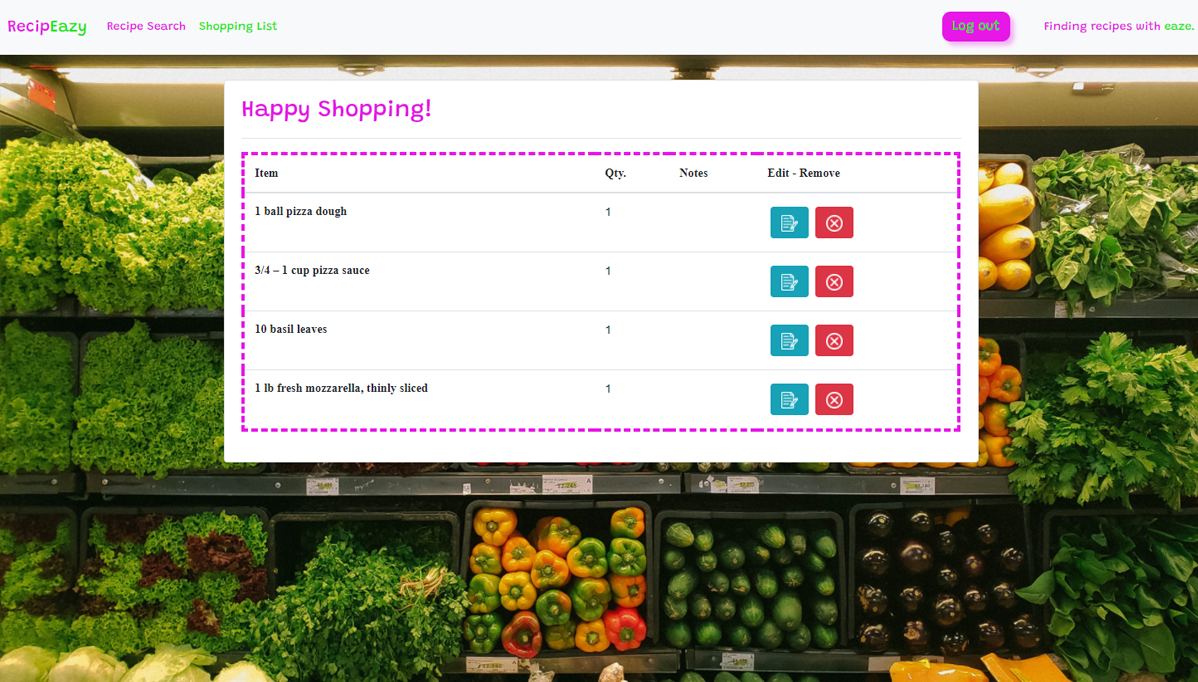 RecipEazy Recipe Search Shopping List Log out Finding recipes with eaze.
Happy Shopping!
Item Qty. Notes Edit - Remove
1 ball pizza dough 1
3/4 – 1 cup pizza sauce 1
10 basil leaves 1
1 lb fresh mozzarella, thinly sliced 1